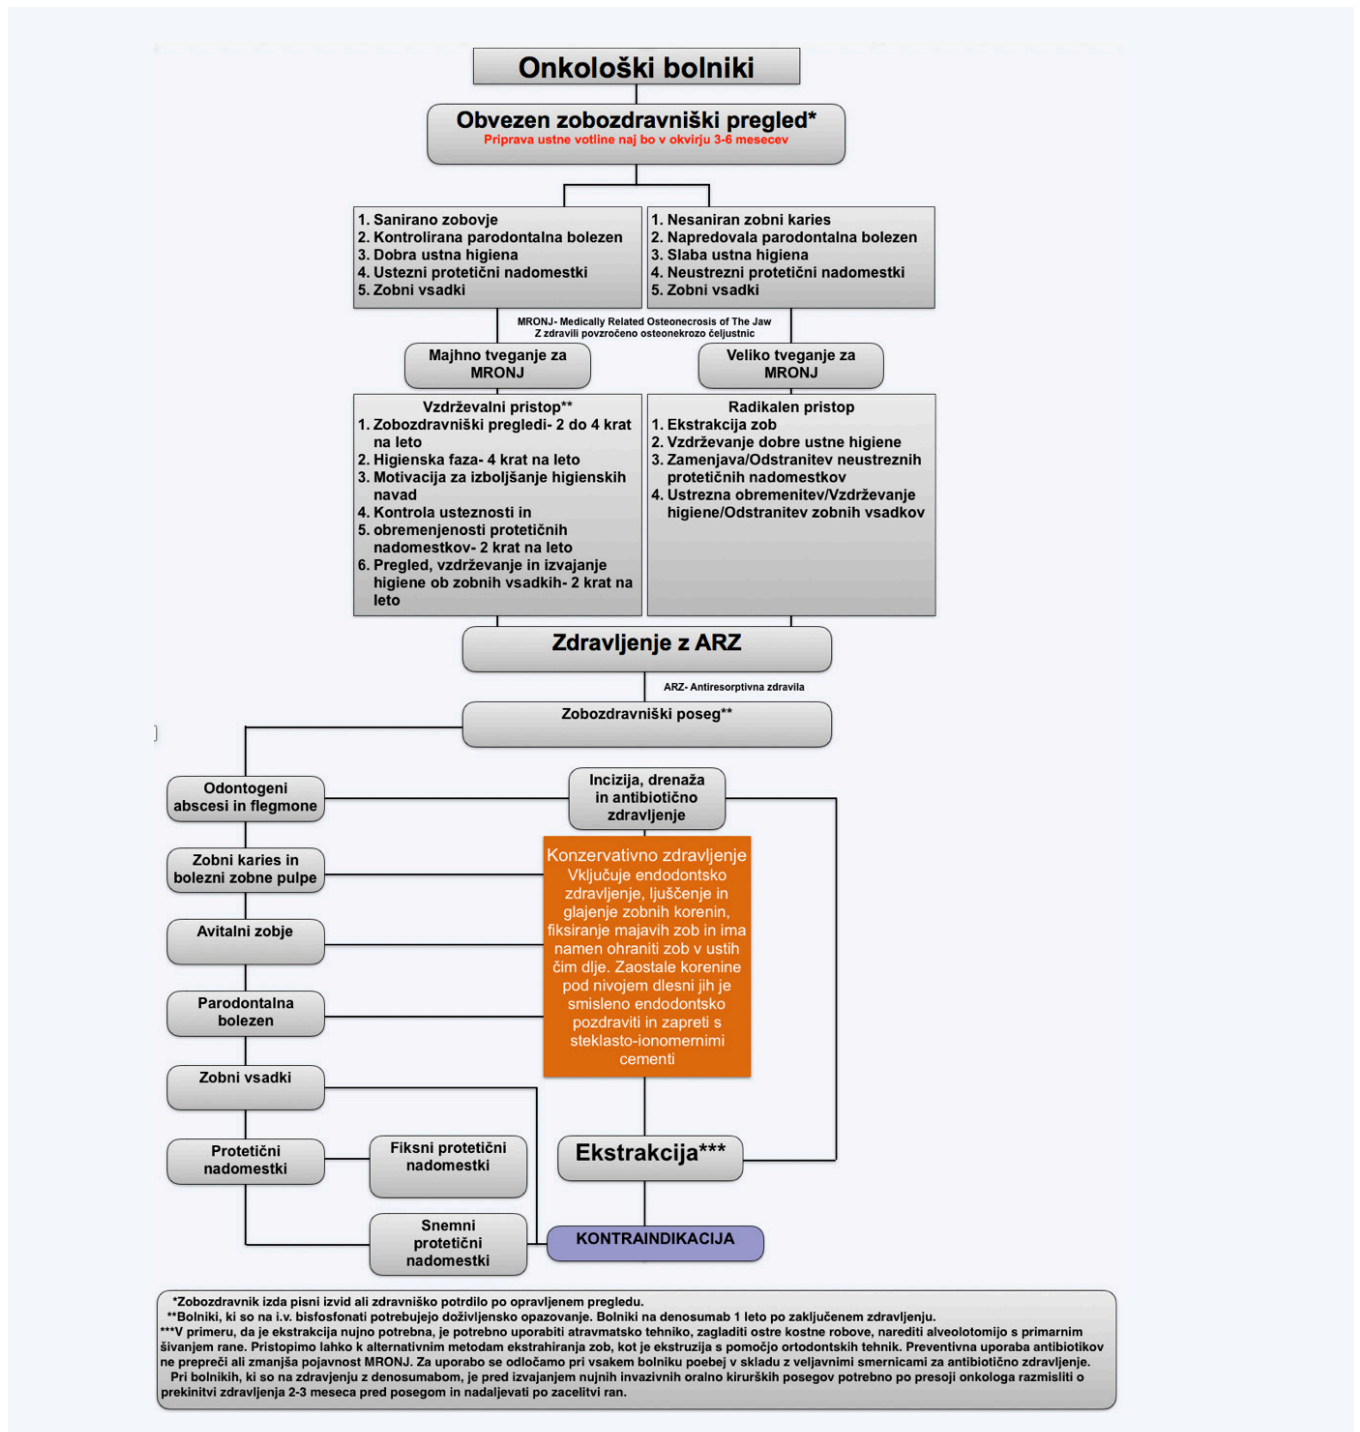 Onkološki bolniki
Obvezen zobozdravniški pregled*
Priprava ustne votline naj bo v okvirju 3-6 mesecev
1. Sanirano zobovje
2. Kontrolirana parodontalna bolezen
3. Dobra ustna higiena
4. Ustezni protetični nadomestki
5. Zobni vsadki
1. Nesaniran zobni karies
2. Napredovala parodontalna bolezen
3. Slaba ustna higiena
4. Neustrezni protetični nadomestki
5. Zobni vsadki
MRONJ- Medically Related Osteonecrosis of The Jaw
Z zdravili povzročeno osteonekrozo čeljustnic
Majhno tveganje za
MRONJ
Veliko tveganje za
MRONJ
Vzdrževalni pristop**
1. Zobozdravniški pregledi- 2 do 4 krat
na leto
2. Higienska faza- 4 krat na leto
3. Motivacija za izboljšanje higienskih
navad
4. Kontrola usteznosti in
5. obremenjenosti protetičnih
nadomestkov- 2 krat na leto
6. Pregled, vzdrževanje in izvajanje
higiene ob zobnih vsadkih- 2 krat na
leto
Radikalen pristop
1. Ekstrakcija zob
2. Vzdrževanje dobre ustne higiene
3. Zamenjava/Odstranitev neustreznih
protetičnih nadomestkov
4. Ustrezna obremenitev/Vzdrževanje
higiene/Odstranitev zobnih vsadkov
Zdravljenje z ARZ
ARZ- Antiresorptivna zdravila
Zobozdravniški poseg**
Odontogeni
abscesi in flegmone
Incizija, drenaža
in antibiotično
zdravljenje
Zobni karies in
bolezni zobne pulpe
Avitalni zobje
Parodontalna
bolezen
Zobni vsadki
Protetični
nadomestki
Konzervativno zdravljenje
Vključuje endodontsko
zdravljenje, ljuščenje in
glajenje zobnih korenin,
fiksiranje majavih zob in ima
namen ohraniti zob v ustih
čim dlje. Zaostale korenine
pod nivojem dlesni jih je
smisleno endodontsko
pozdraviti in zapreti s
steklasto-ionomernimi
cementi
Fiksni protetični
nadomestki
Ekstrakcija***
Snemni
protetični
nadomestki
KONTRAINDIKACIJA
*Zobozdravnik izda pisni izvid ali zdravniško potrdilo po opravljenem pregledu.
**Bolniki, ki so na i.v. bisfosfonati potrebujejo doživljensko opazovanje. Bolniki na denosumab 1 leto po zaključenem zdravljenju.
***V primeru, da je ekstrakcija nujno potrebna, je potrebno uporabiti atravmatsko tehniko, zagladiti ostre kostne robove, narediti alveolotomijo s primarnim
šivanjem rane. Pristopimo lahko k alternativnim metodam ekstrahiranja zob, kot je ekstruzija s pomočjo ortodontskih tehnik. Preventivna uporaba antibiotikov
ne prepreči ali zmanjša pojavnost MRONJ. Za uporabo se odločamo pri vsakem bolniku poebej v skladu z veljavnimi smernicami za antibiotično zdravljenje.
Pri bolnikih, ki so na zdravjenju z denosumabom, je pred izvajanjem nujnih invazivnih oralno kirurških posegov potrebno po presoji onkologa razmisliti o
prekinitvi zdravljenja 2-3 meseca pred posegom in nadaljevati po zacelitvi ran.